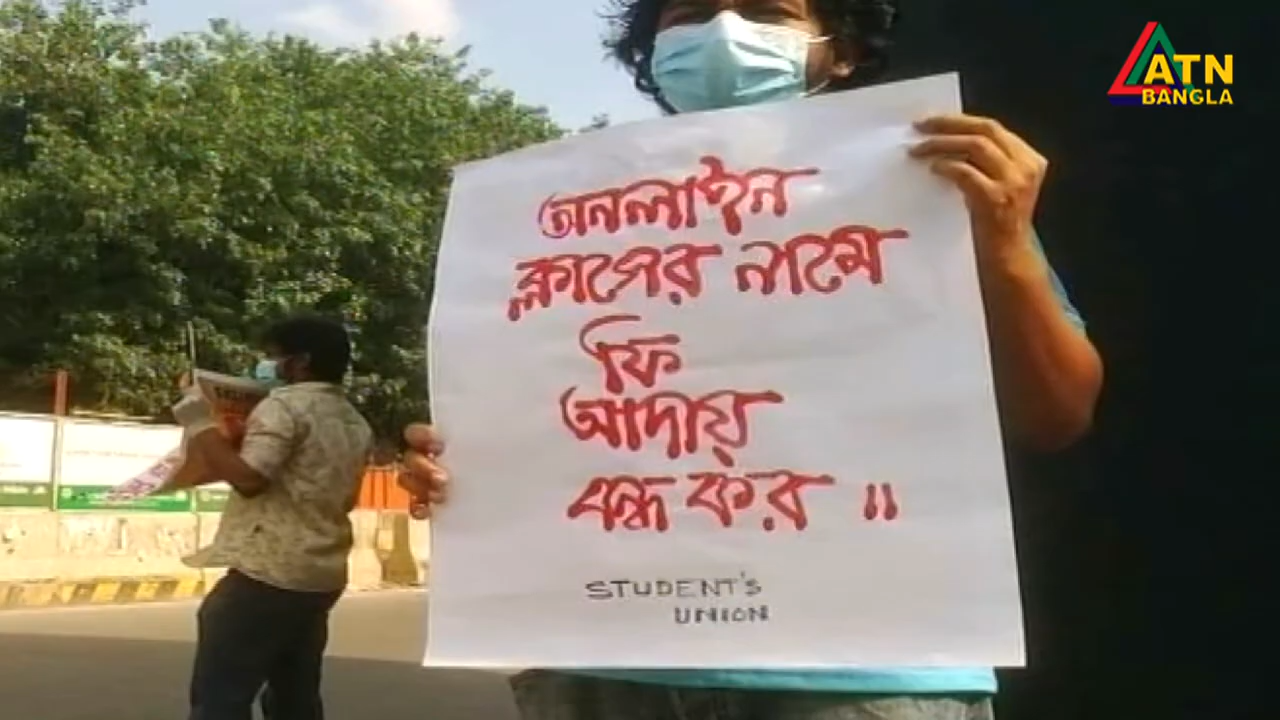 ATN
BANGLA
অনলাইন
ক্লাসের নামে
ফি
আদায়
বন্ধ কর ॥
STUDENT'S
UNION